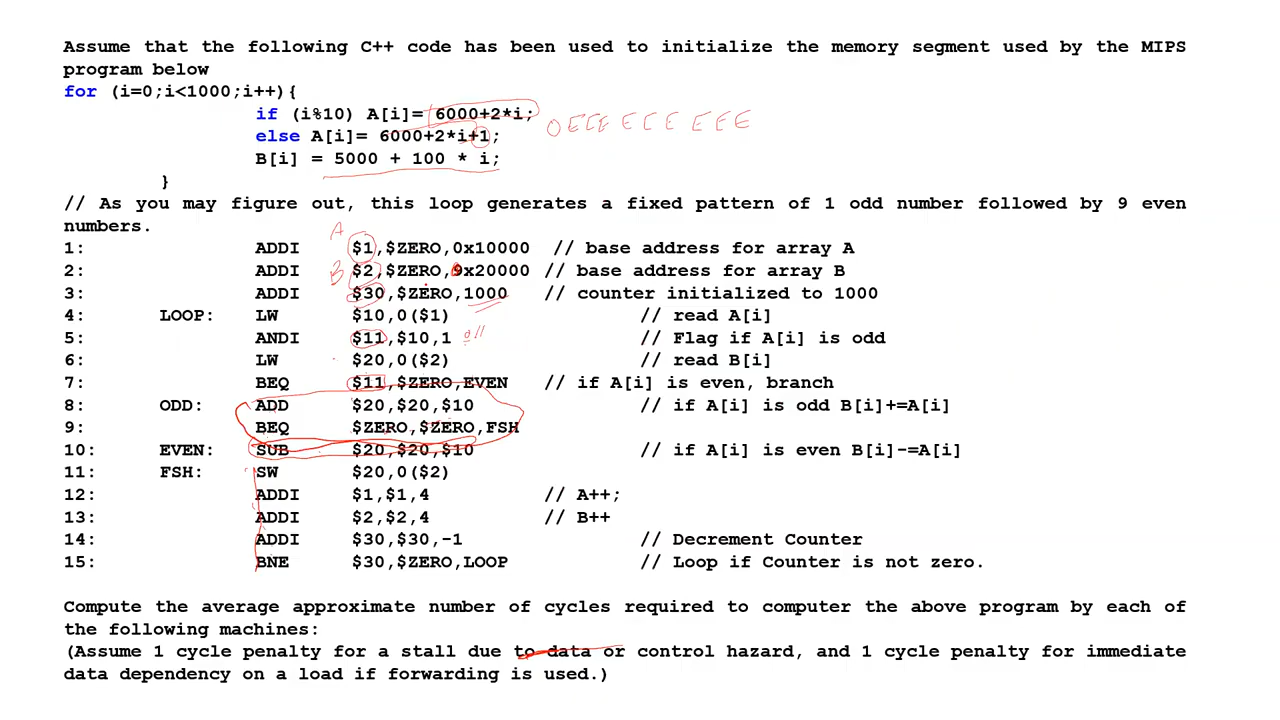 Assume that the following C++ code has been used to initialize the memory segment used by the MIPS
program below
for (i=0;i<1000;i++){
if (i%10) A[i]= 6000+2*i;
else A[i]= 6000+2*i+1;
O E E E E E E E E E
B[i] = 5000 + 100 * i;
}
// As you may figure out, this loop generates a fixed pattern of 1 odd number followed by 9 even
numbers.
A
1: ADDI $1,$ZERO,0x10000 // base address for array A
B
2: ADDI $2,$ZERO,0x20000 // base address for array B
3: ADDI $30,$ZERO,1000 // counter initialized to 1000
4: LOOP: LW $10,0($1) // read A[i]
5: ANDI $11,$10,1 // Flag if A[i] is odd
6: LW $20,0($2) // read B[i]
7: BEQ $11,$ZERO,EVEN // if A[i] is even, branch
8: ODD: ADD $20,$20,$10 // if A[i] is odd B[i]+=A[i]
9: BEQ $ZERO,$ZERO,FSH
10: EVEN: SUB $20,$20,$10 // if A[i] is even B[i]-=A[i]
11: FSH: SW $20,0($2)
12: ADDI $1,$1,4 // A++;
13: ADDI $2,$2,4 // B++
14: ADDI $30,$30,-1 // Decrement Counter
15: BNE $30,$ZERO,LOOP // Loop if Counter is not zero.
Compute the average approximate number of cycles required to computer the above program by each of
the following machines:
(Assume 1 cycle penalty for a stall due to data or control hazard, and 1 cycle penalty for immediate
data dependency on a load if forwarding is used.)